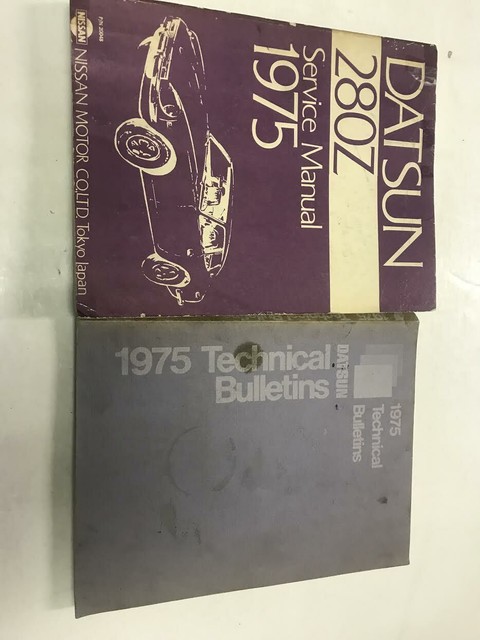 DATSUN
280Z
Service Manual
1975
P/N 20048
NISSAN
NISSAN MOTOR CO.,LTD. Tokyo Japan
1975 Technical
Bulletins
DATSUN
1975
Technical
Bulletins